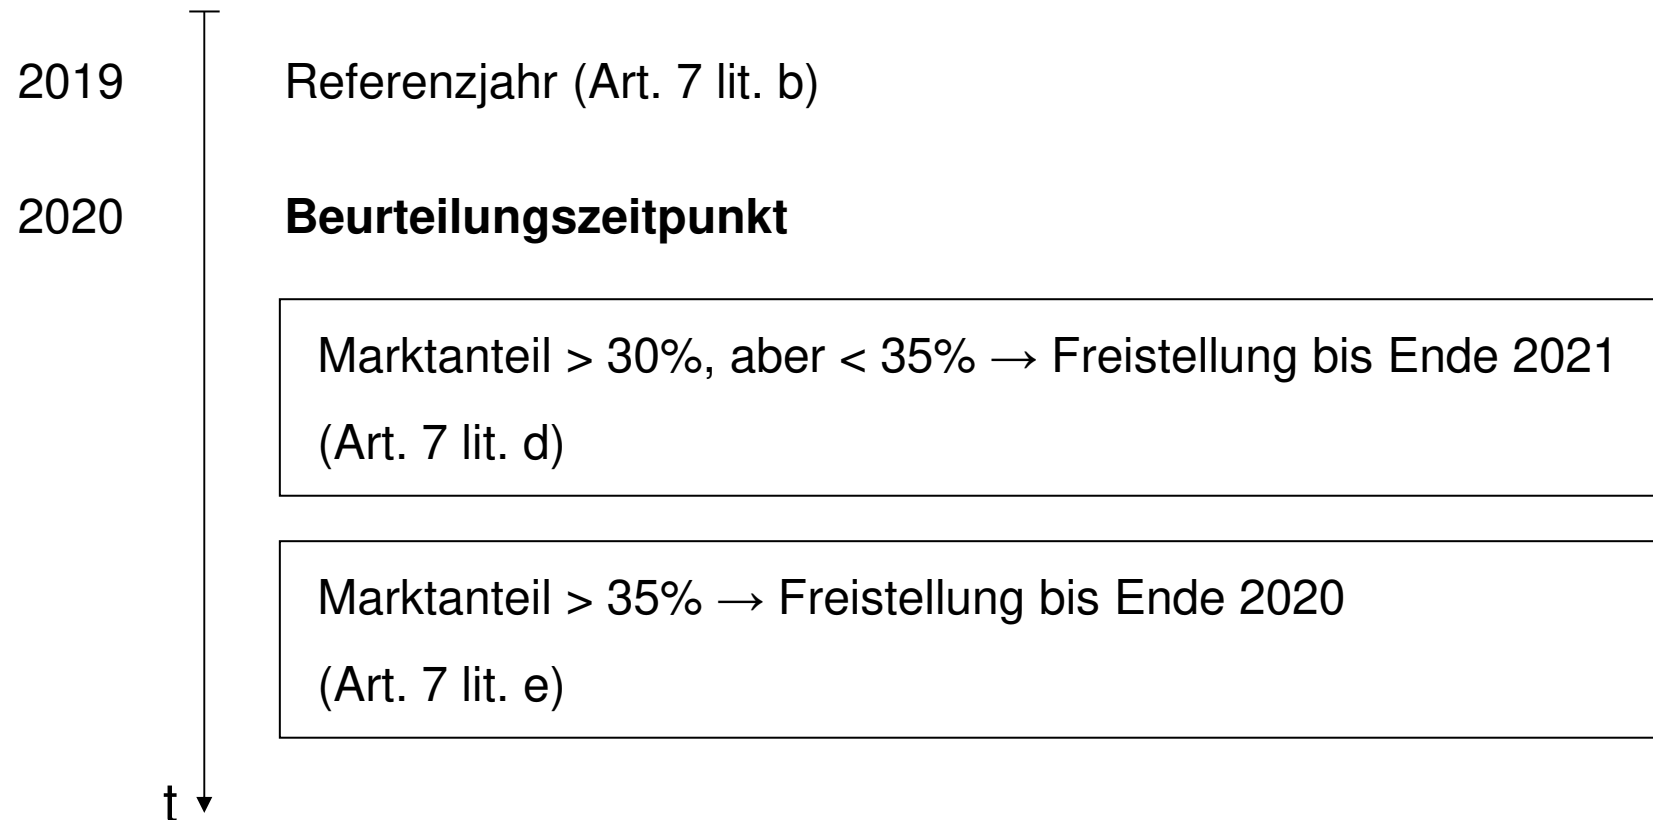 2019 Referenzjahr (Art. 7 lit. b)
2020 Beurteilungszeitpunkt
Marktanteil > 30%, aber < 35% → Freistellung bis Ende 2021
(Art. 7 lit. d)
Marktanteil > 35% → Freistellung bis Ende 2020
(Art. 7 lit. e)
t